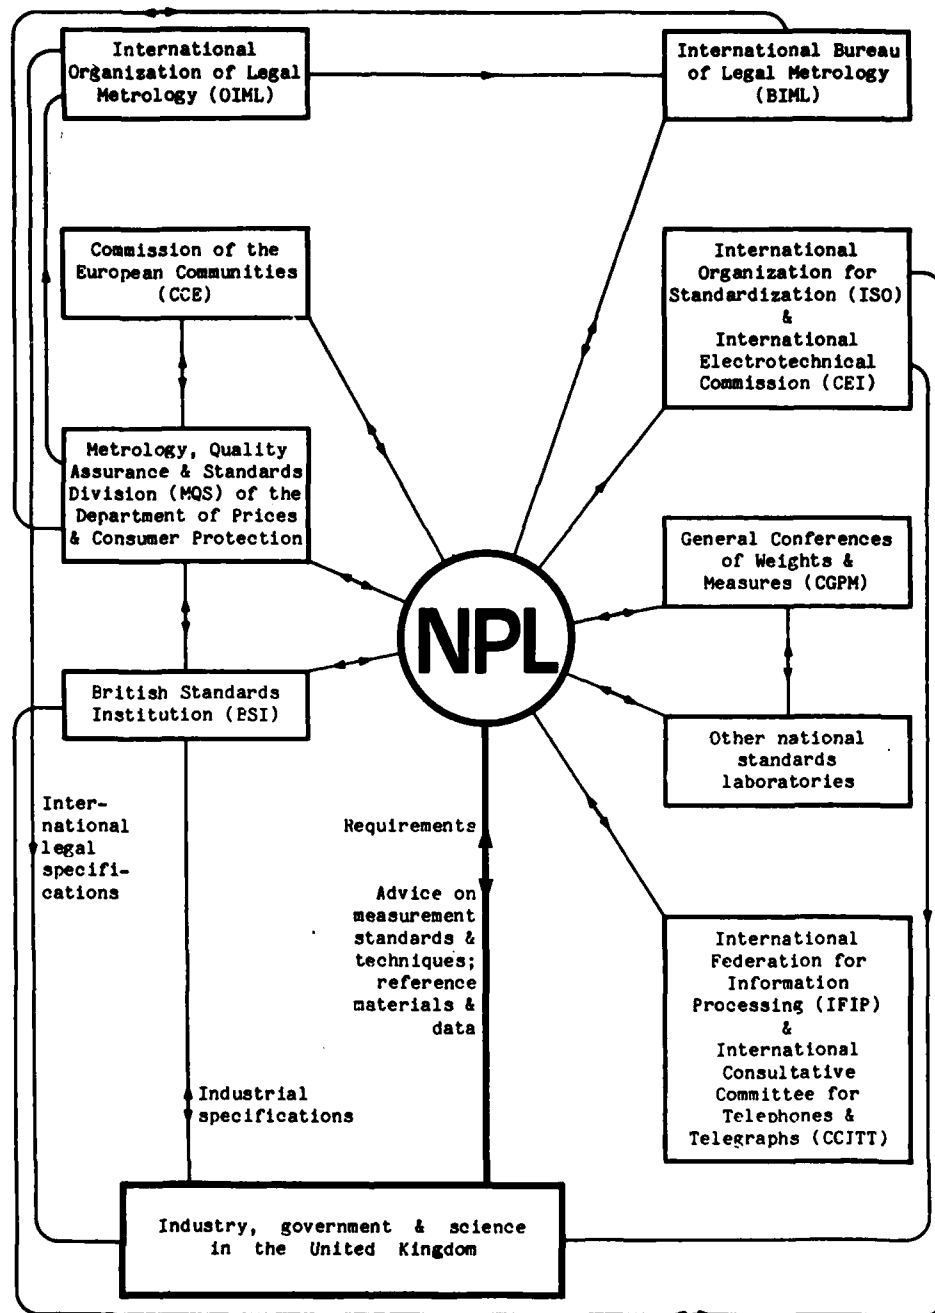 International
Organization of Legal
Metrology (OIML)
International Bureau
of Legal Metrology
(BIML)
Commission of the
European Communities
(CCE)
International
Organization for
Standardization (ISO)
&
International
Electrotechnical
Commission (CEI)
Metrology, Quality
Assurance & Standards
Division (MQS) of the
Department of Prices
& Consumer Protection
General Conferences
of Weights &
Measures (CGPM)
NPL
British Standards
Institution (BSI)
Other national
standards
laboratories
Inter-
national
legal
specifi-
cations
Requirements
Advice on
measurement
standards &
techniques;
reference
materials &
data
International
Federation for
Information
Processing (IFIP)
&
International
Consultative
Committee for
Telephones &
Telegraphs (CCITT)
Industrial
specifications
Industry, government & science
in the United Kingdom